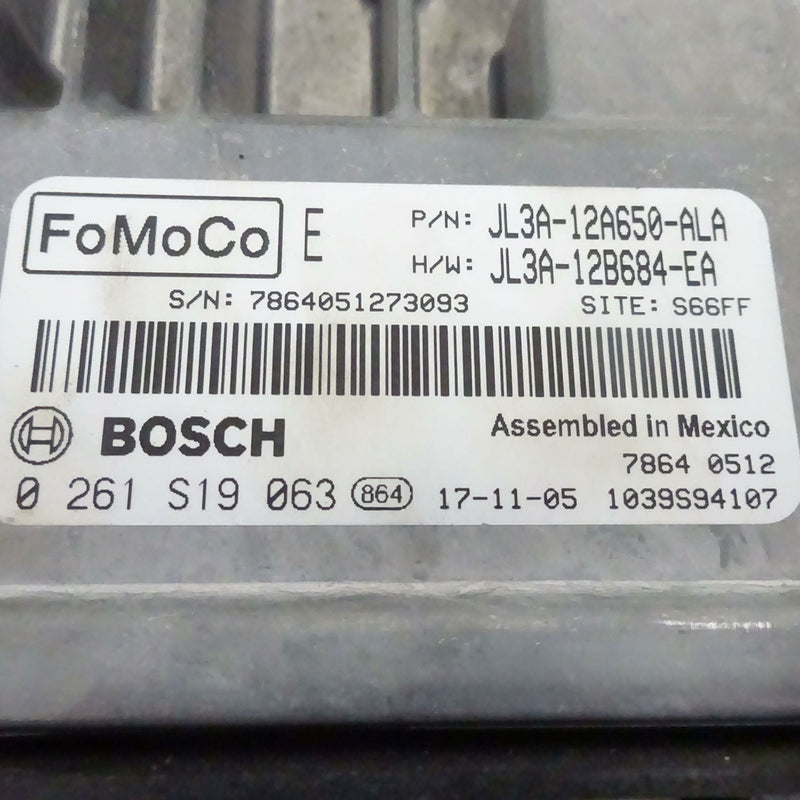 FoMoCo E P/N: JL3A-12A650-ALA
H/W: JL3A-12B684-EA
S/N: 7864051273093 SITE: S66FF
BOSCH Assembled in Mexico
7864 0512
0 261 S19 063 864 17-11-05 1039S94107